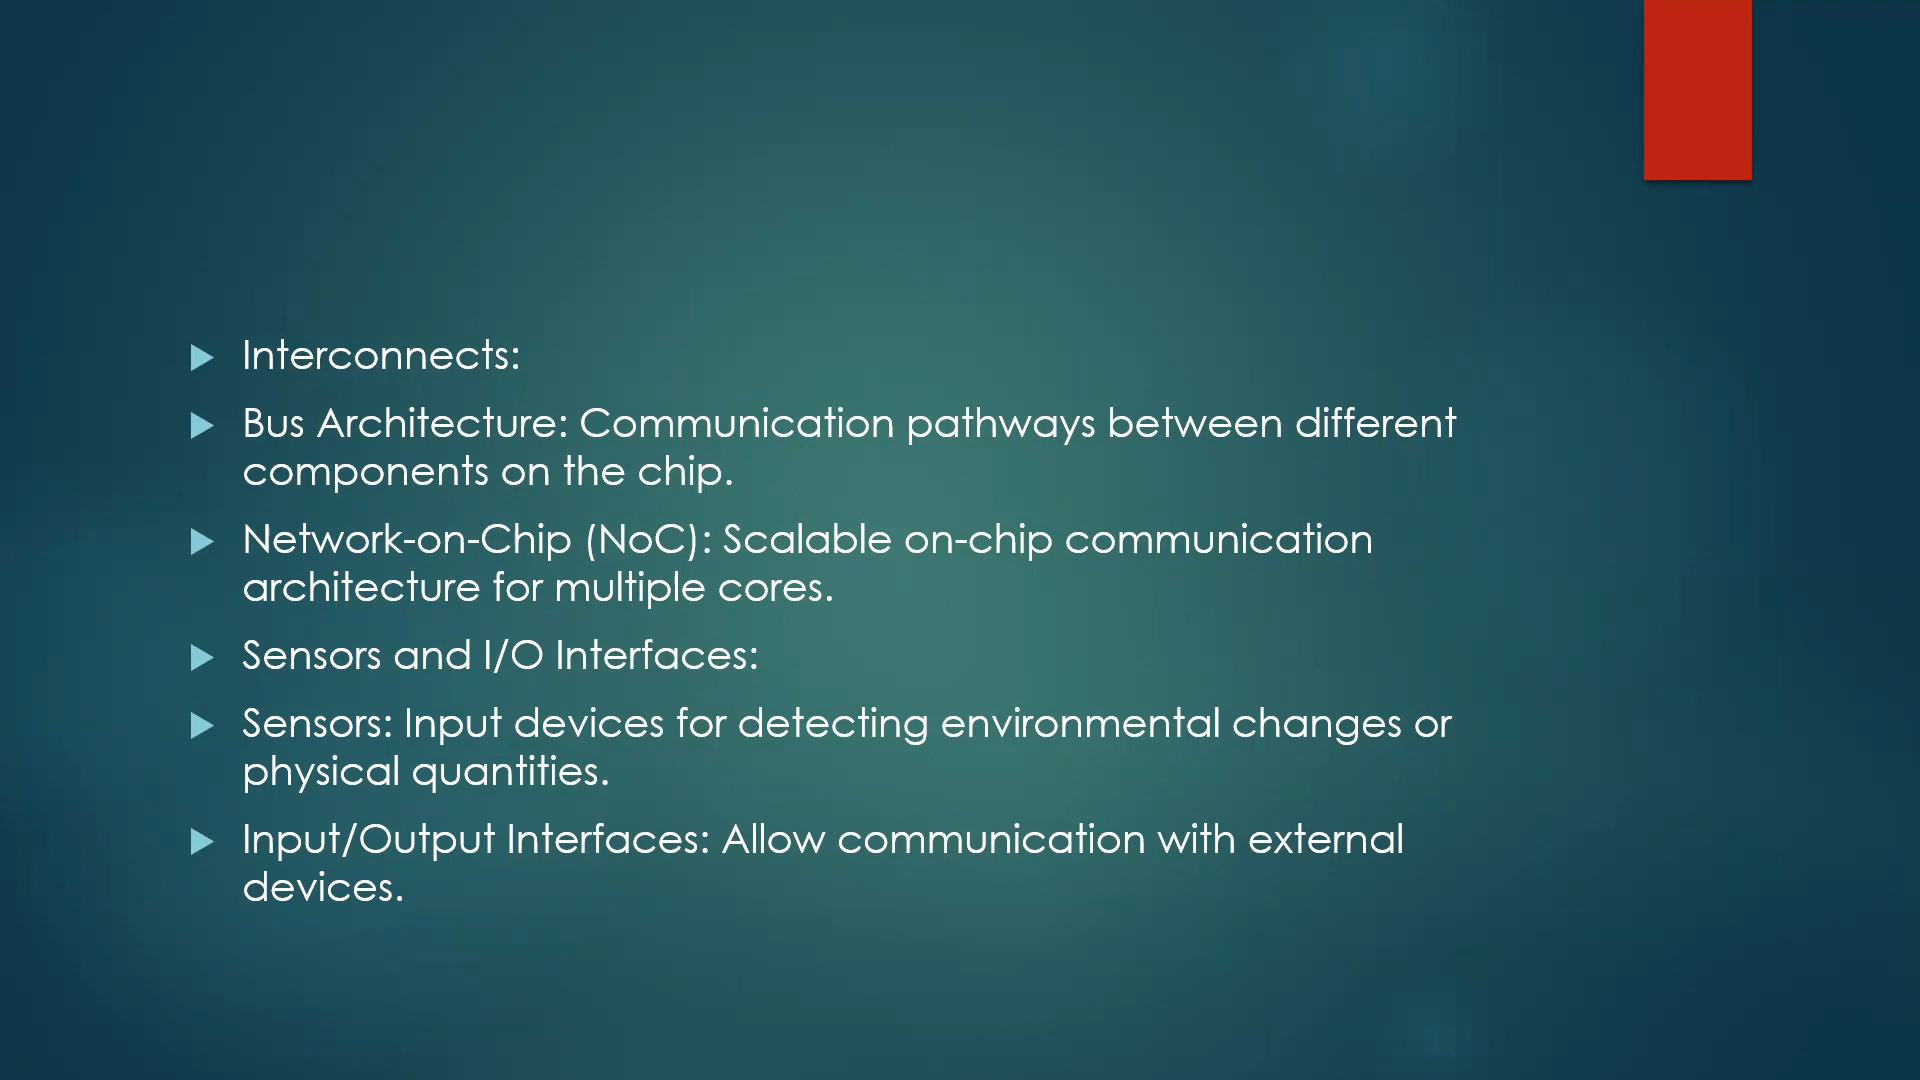 Interconnects:
Bus Architecture: Communication pathways between different
components on the chip.
Network-on-Chip (NoC): Scalable on-chip communication
architecture for multiple cores.
Sensors and I/O Interfaces:
Sensors: Input devices for detecting environmental changes or
physical quantities.
Input/Output Interfaces: Allow communication with external
devices.